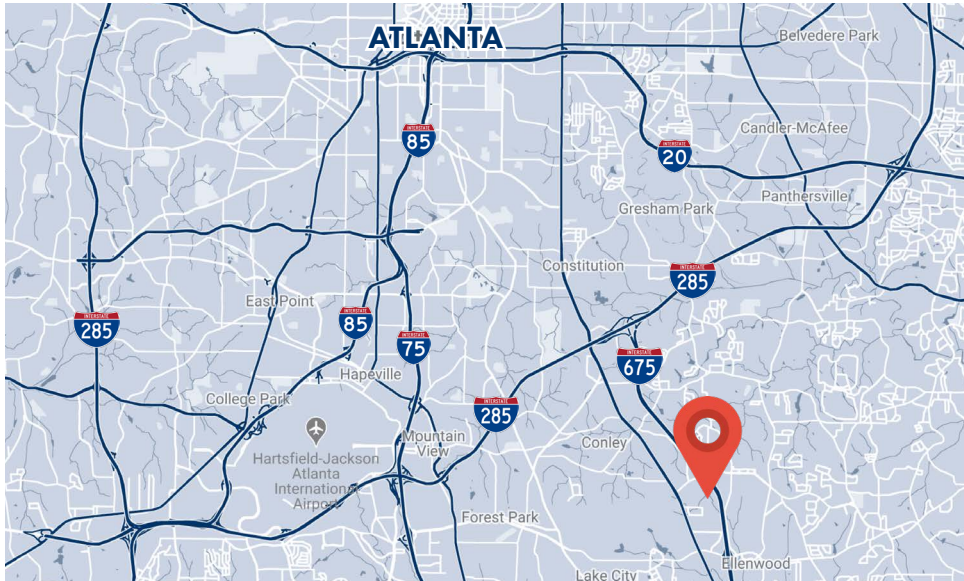 ATLANTA
Belvedere Park
INTERSTATE
85
Candler-McAfee
INTERSTATE
20
Panthersville
Gresham Park
Constitution
INTERSTATE
285
East Point
INTERSTATE
85
INTERSTATE
285
INTERSTATE
75
INTERSTATE
675
Hapeville
College Park
INTERSTATE
285
Mountain
View
Conley
Hartsfield-Jackson
Atlanta
International
Airport
Forest Park
Ellenwood
Lake City